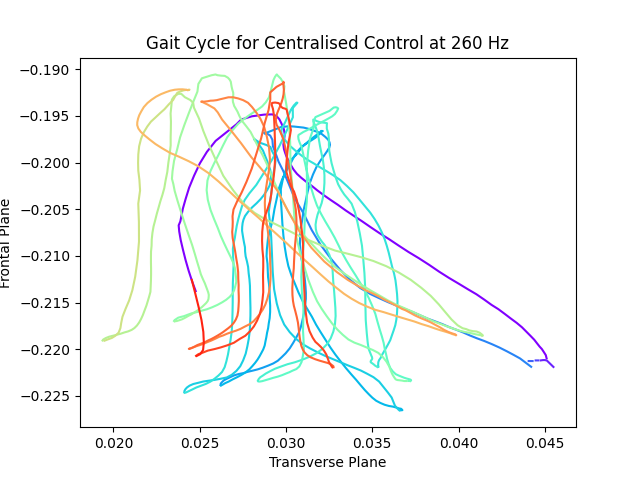 Gait Cycle for Centralised Control at 260 Hz
−0.190
−0.195
−0.200
−0.205
−0.210
−0.215
−0.220
−0.225
Frontal Plane
0.020 0.025 0.030 0.035 0.040 0.045
Transverse Plane